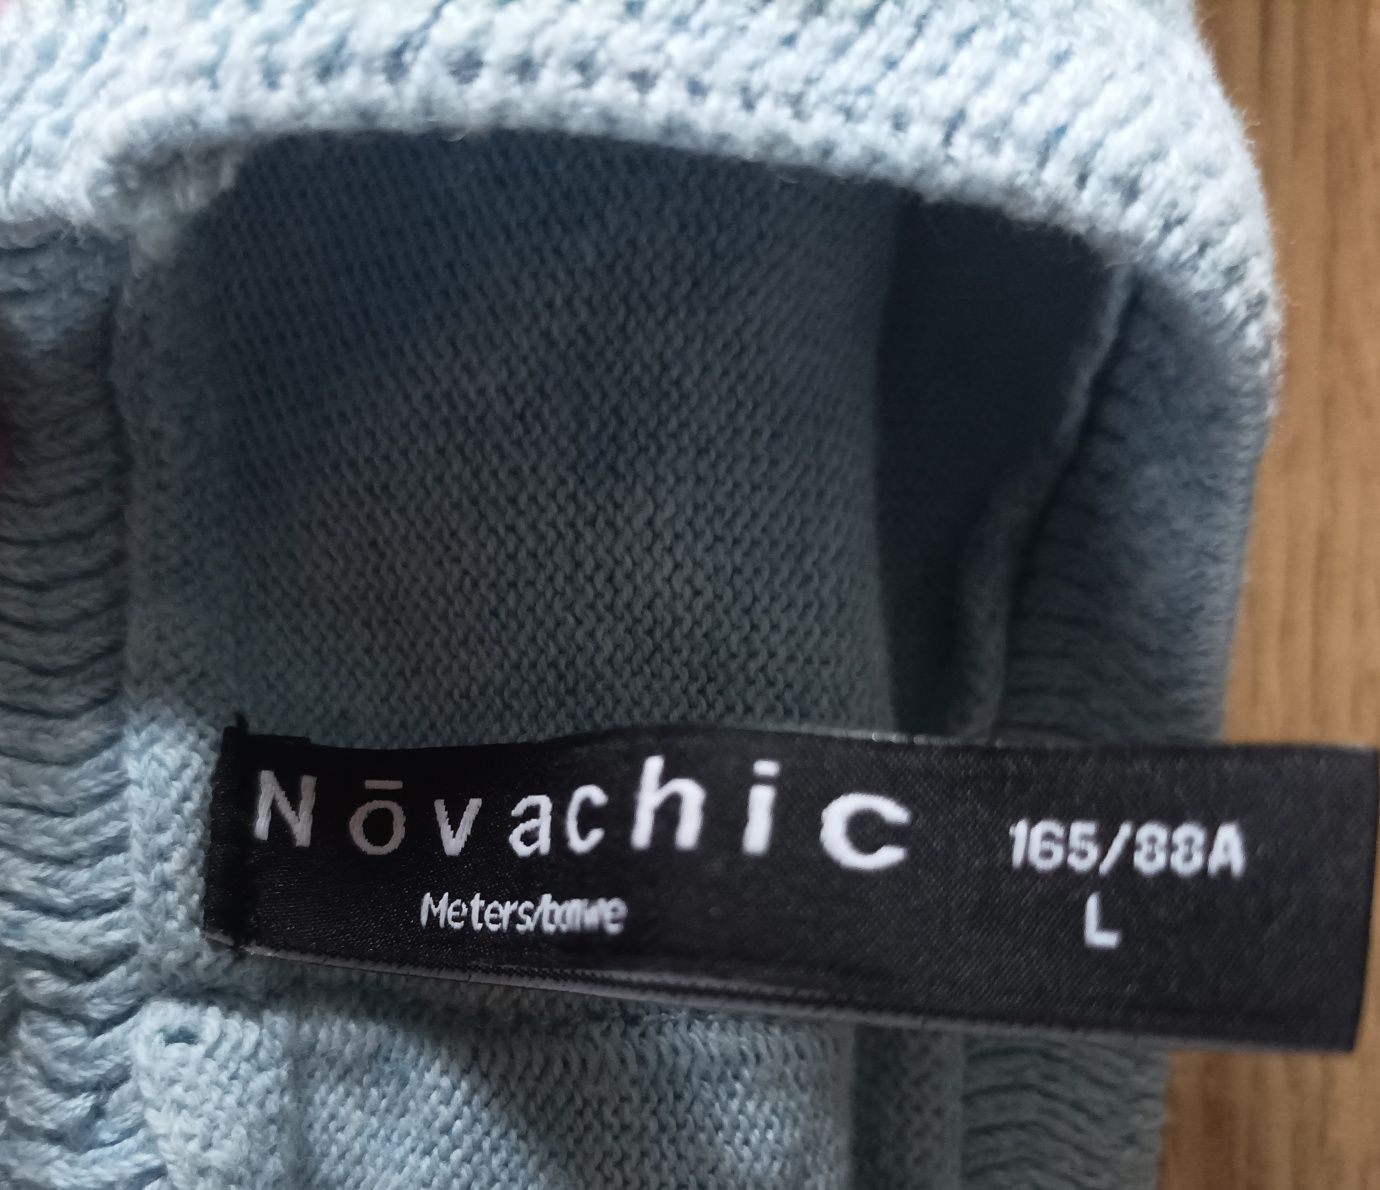 Nōvachic
165/88A
Meters/bonwe
L